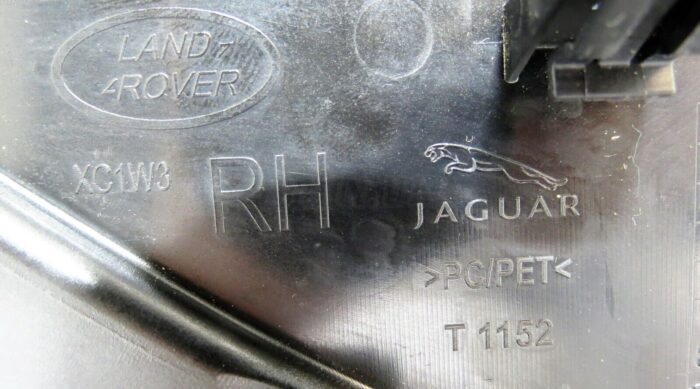 LAND
ROVER
XC1W3
RH
JAGUAR
>PC/PET<
T 1152